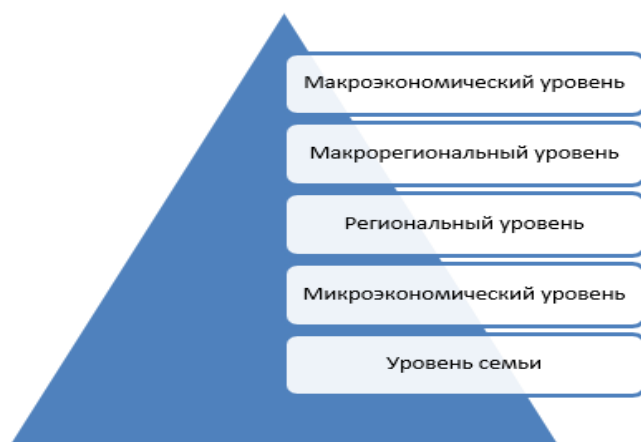 Макроэкономический уровень
Макрорегиональный уровень
Региональный уровень
Микроэкономический уровень
Уровень семьи